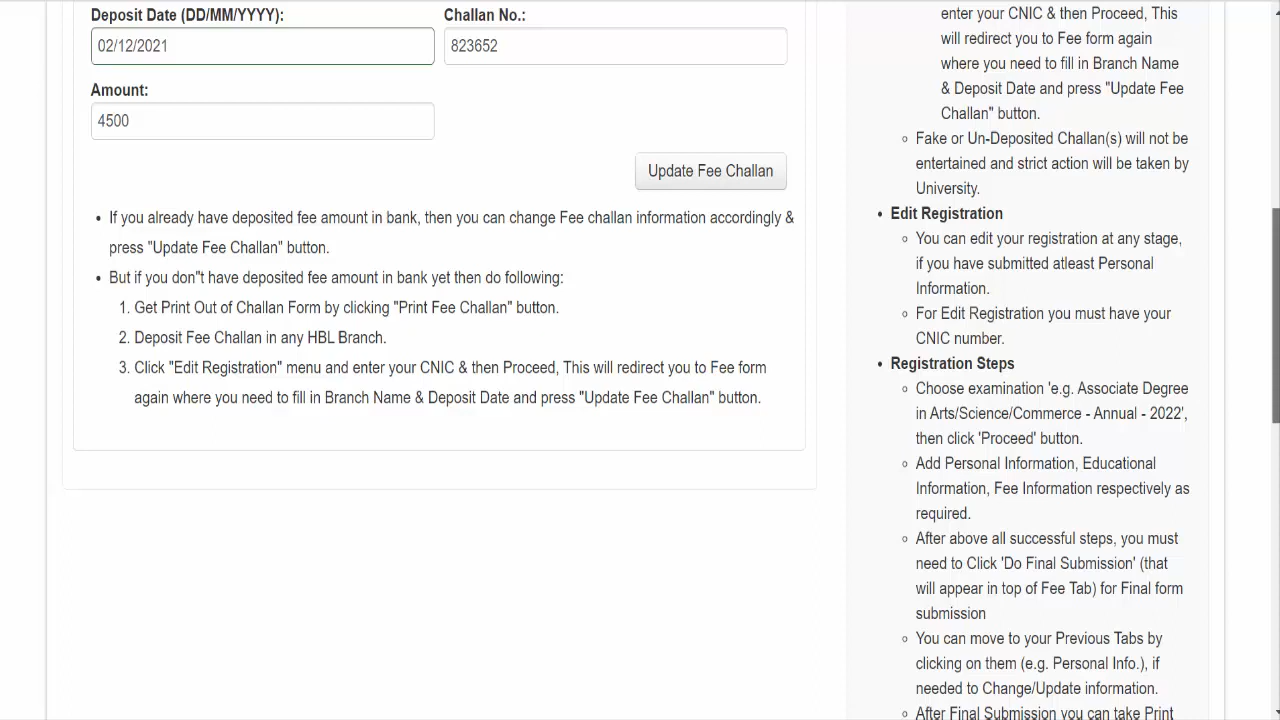 Deposit Date (DD/MM/YYYY):
Challan No.:
02/12/2021
823652
Amount:
4500
Update Fee Challan
• If you already have deposited fee amount in bank, then you can change Fee challan information accordingly &
press "Update Fee Challan" button.
• But if you don"t have deposited fee amount in bank yet then do following:
1. Get Print Out of Challan Form by clicking "Print Fee Challan" button.
2. Deposit Fee Challan in any HBL Branch.
3. Click "Edit Registration" menu and enter your CNIC & then Proceed, This will redirect you to Fee form
again where you need to fill in Branch Name & Deposit Date and press "Update Fee Challan" button.
enter your CNIC & then Proceed, This
will redirect you to Fee form again
where you need to fill in Branch Name
& Deposit Date and press "Update Fee
Challan" button.
◦ Fake or Un-Deposited Challan(s) will not be
entertained and strict action will be taken by
University.
• Edit Registration
◦ You can edit your registration at any stage,
if you have submitted atleast Personal
Information.
◦ For Edit Registration you must have your
CNIC number.
• Registration Steps
◦ Choose examination 'e.g. Associate Degree
in Arts/Science/Commerce - Annual - 2022',
then click 'Proceed' button.
◦ Add Personal Information, Educational
Information, Fee Information respectively as
required.
◦ After above all successful steps, you must
need to Click 'Do Final Submission' (that
will appear in top of Fee Tab) for Final form
submission
◦ You can move to your Previous Tabs by
clicking on them (e.g. Personal Info.), if
needed to Change/Update information.
◦ After Final Submission you can take Print